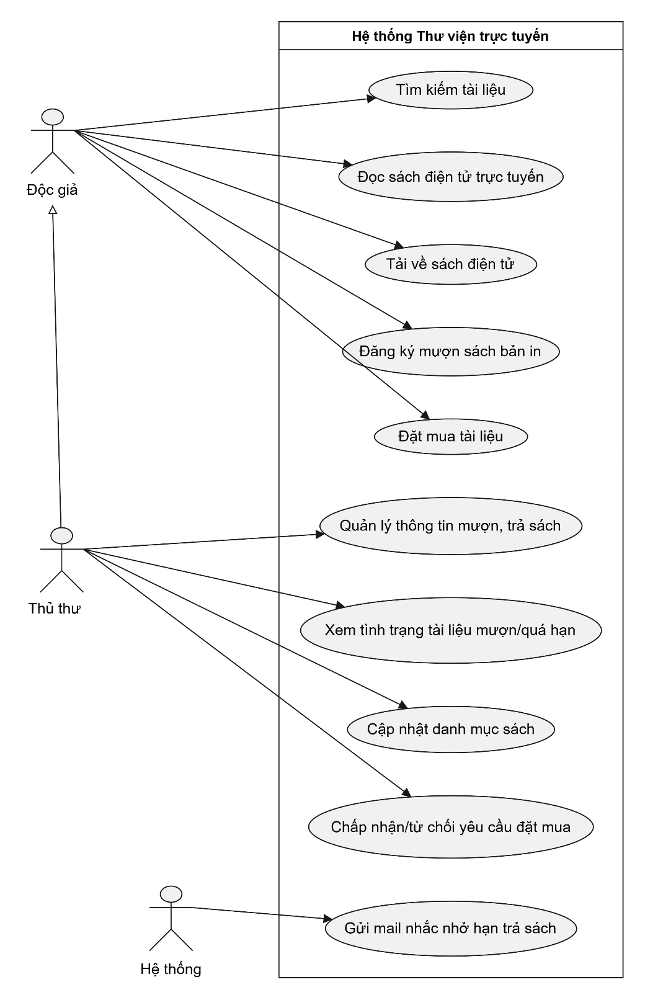 Hệ thống Thư viện trực tuyến
Tìm kiếm tài liệu
Đọc sách điện tử trực tuyến
Độc giả
Tải về sách điện tử
Đăng ký mượn sách bản in
Đặt mua tài liệu
Quản lý thông tin mượn, trả sách
Thủ thư
Xem tình trạng tài liệu mượn/quá hạn
Cập nhật danh mục sách
Chấp nhận/từ chối yêu cầu đặt mua
Gửi mail nhắc nhở hạn trả sách
Hệ thống